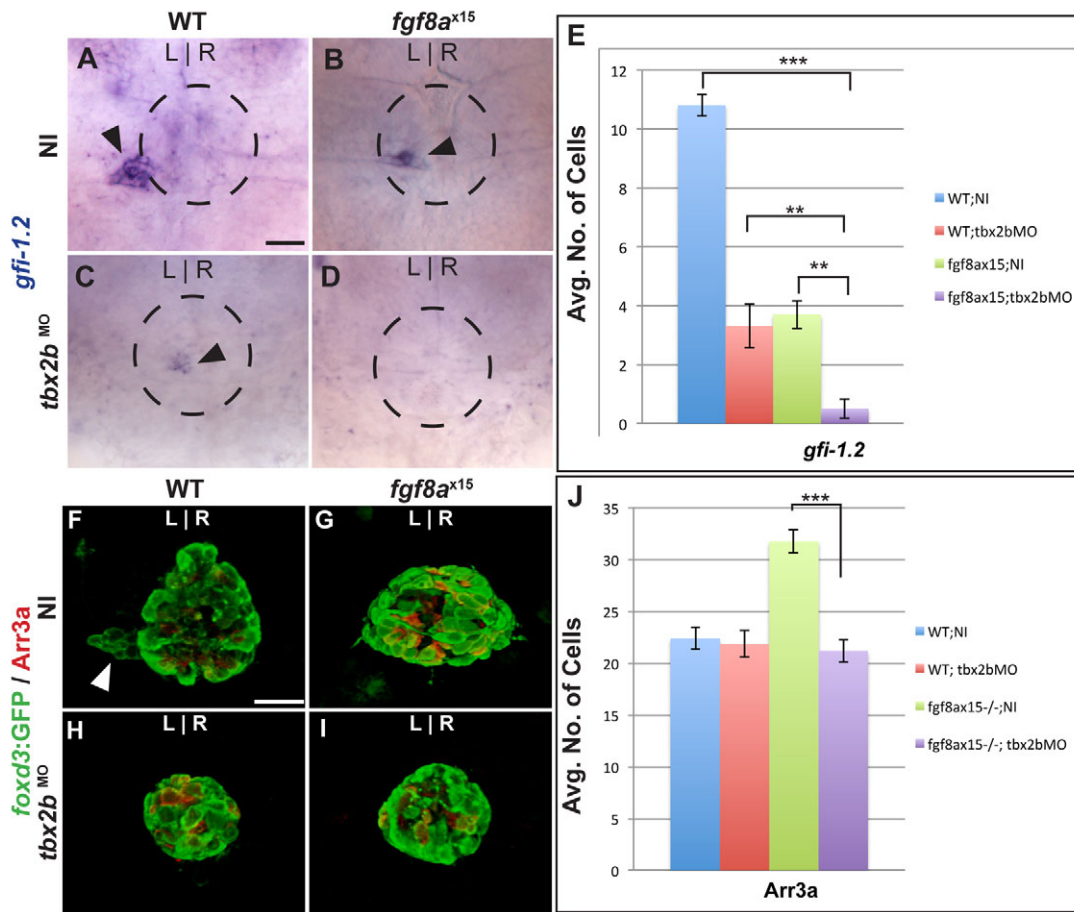 WT
fgf8a x15
NI
tbx2b MO
gfi-1.2
A
L | R
B
L | R
C
L | R
D
L | R
E
Avg. No. of Cells
12
10
8
6
4
2
0
***
**
**
gfi-1.2
WT;NI
WT;tbx2bMO
fgf8ax15;NI
fgf8ax15;tbx2bMO
WT
fgf8a x15
NI
tbx2b MO
foxd3:GFP / Arr3a
F
L | R
G
L | R
H
L | R
I
L | R
J
Avg. No. of Cells
35
30
25
20
15
10
5
0
***
Arr3a
WT;NI
WT; tbx2bMO
fgf8ax15-/-;NI
fgf8ax15-/-; tbx2bMO